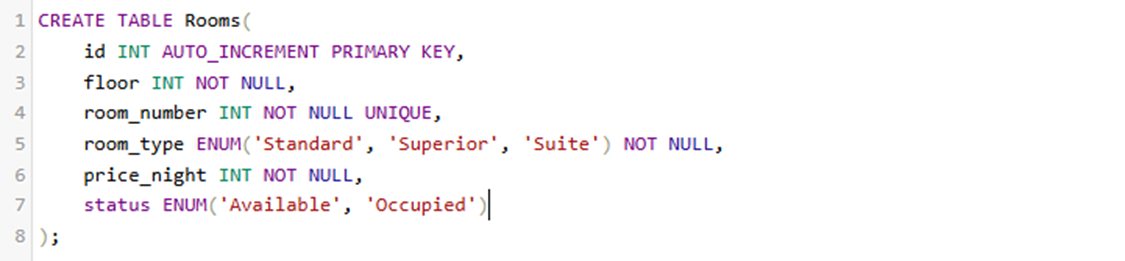 1 CREATE TABLE Rooms(
2 id INT AUTO_INCREMENT PRIMARY KEY,
3 floor INT NOT NULL,
4 room_number INT NOT NULL UNIQUE,
5 room_type ENUM('Standard', 'Superior', 'Suite') NOT NULL,
6 price_night INT NOT NULL,
7 status ENUM('Available', 'Occupied')
8 );